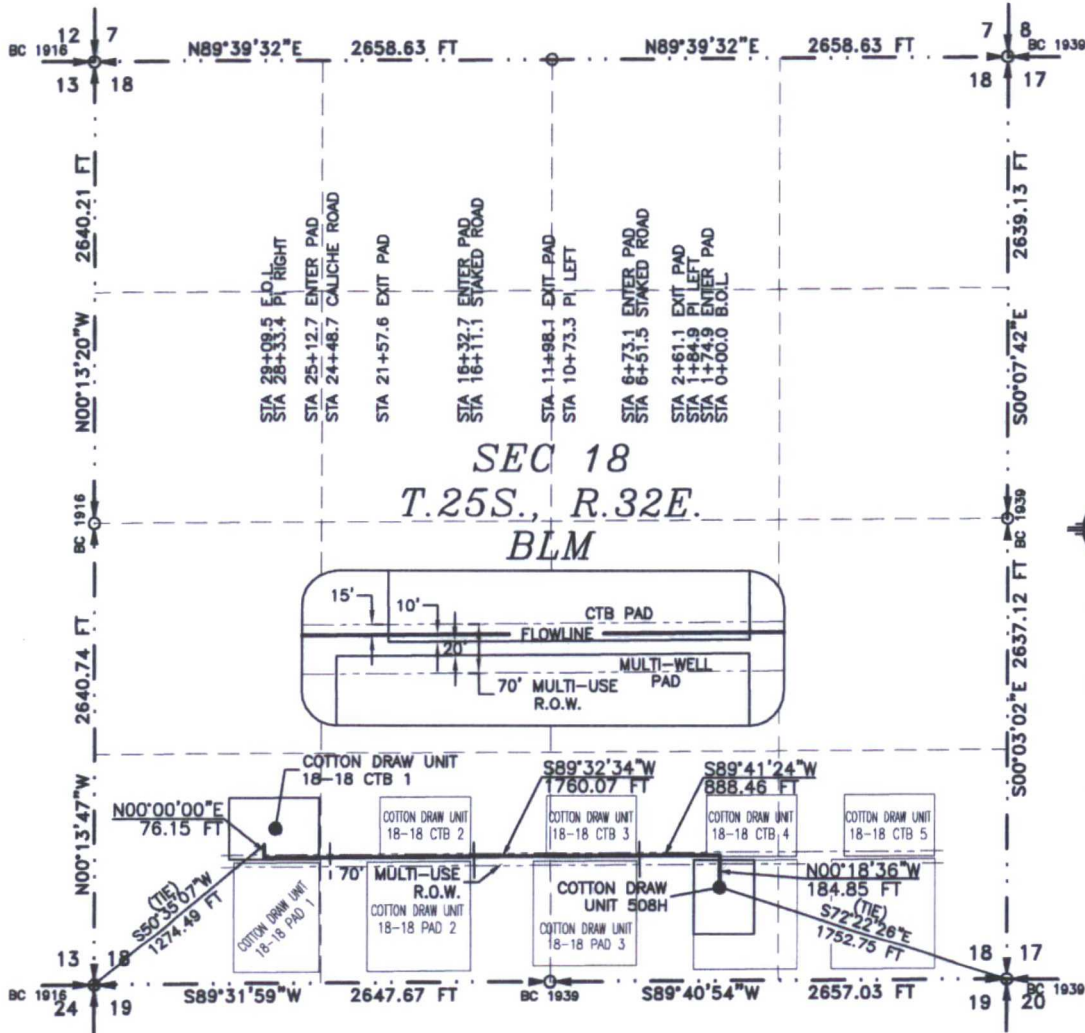 12 7
BC 1916
13 18
N89°39'32"E 2658.63 FT
N89°39'32"E 2658.63 FT
7 8
BC 1939
18 17
N00°13'20"W 2640.21 FT
S00°07'42"E 2639.13 FT
STA 29+09.5 E.O.L.
STA 28+33.4 PI RIGHT
STA 25+12.7 ENTER PAD
STA 24+48.7 CALICHE ROAD
STA 21+57.6 EXIT PAD
STA 16+32.7 ENTER PAD
STA 16+11.1 STAKED ROAD
STA 11+98.1 EXIT PAD
STA 10+73.3 PI LEFT
STA 6+73.1 ENTER PAD
STA 6+51.5 STAKED ROAD
STA 2+61.1 EXIT PAD
STA 1+84.9 PI LEFT
STA 1+74.9 ENTER PAD
STA 0+00.0 B.O.L.
SEC 18
T.25S., R.32E.
BLM
BC 1916
BC 1939
15'
10'
CTB PAD
FLOWLINE
20'
MULTI-WELL
PAD
70' MULTI-USE
R.O.W.
N00°13'47"W 2640.74 FT
S00°03'02"E 2637.12 FT
COTTON DRAW UNIT
18-18 CTB 1
S89°32'34"W
1760.07 FT
S89°41'24"W
888.46 FT
N00°00'00"E
76.15 FT
COTTON DRAW UNIT
18-18 CTB 2
COTTON DRAW UNIT
18-18 CTB 3
COTTON DRAW UNIT
18-18 CTB 4
COTTON DRAW UNIT
18-18 CTB 5
70' MULTI-USE
R.O.W.
N00°18'36"W
184.85 FT
(TIE)
S50°35'07"W
1274.49 FT
COTTON DRAW UNIT
18-18 PAD 1
COTTON DRAW UNIT
18-18 PAD 2
COTTON DRAW UNIT
18-18 PAD 3
COTTON DRAW
UNIT 508H
(TIE)
S72°22'26"E
1752.75 FT
13 18
BC 1916
24 19
S89°31'59"W 2647.67 FT
BC 1939
S89°40'54"W 2657.03 FT
18 17
BC 1939
19 20